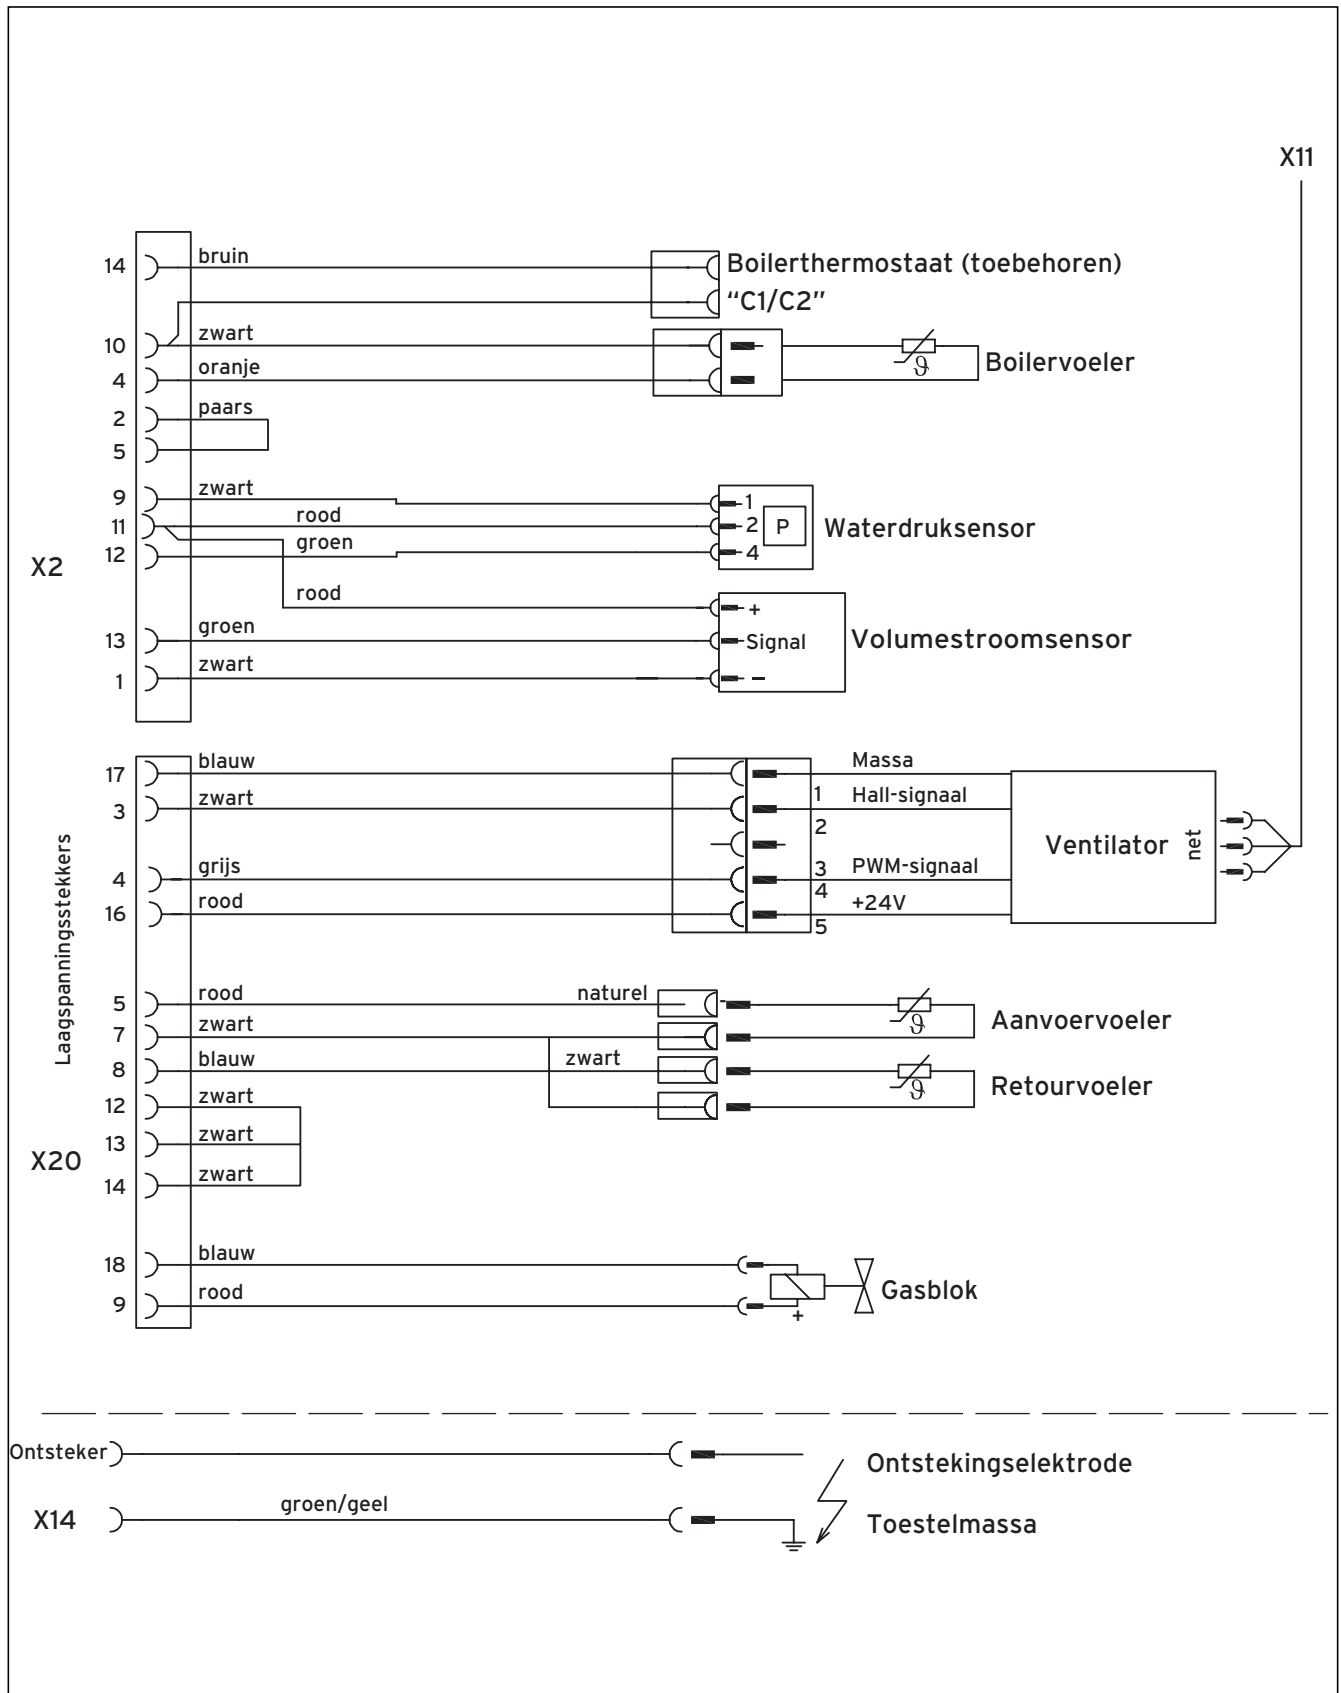 X11
14 bruin Boilerthermostaat (toebehoren)
“C1/C2”
10 zwart
4 oranje Boilervoeler
ϑ
2 paars
5
9 zwart 1
11 rood 2 P Waterdruksensor
12 groen 4
X2
rood +
13 groen Signal Volumestroomsensor
1 zwart −
17 blauw Massa
3 zwart 1 Hall-signaal
2
Ventilator net
4 grijs 3 PWM-signaal
16 rood 4 +24V
5
Laagspanningsstekkers
5 rood naturel Aanvoervoeler
ϑ
7 zwart
8 blauw zwart Retourvoeler
ϑ
12 zwart
13 zwart
X20
14 zwart
18 blauw
Gasblok
9 rood +
Ontsteker Ontstekingselektrode
X14 groen/geel Toestelmassa